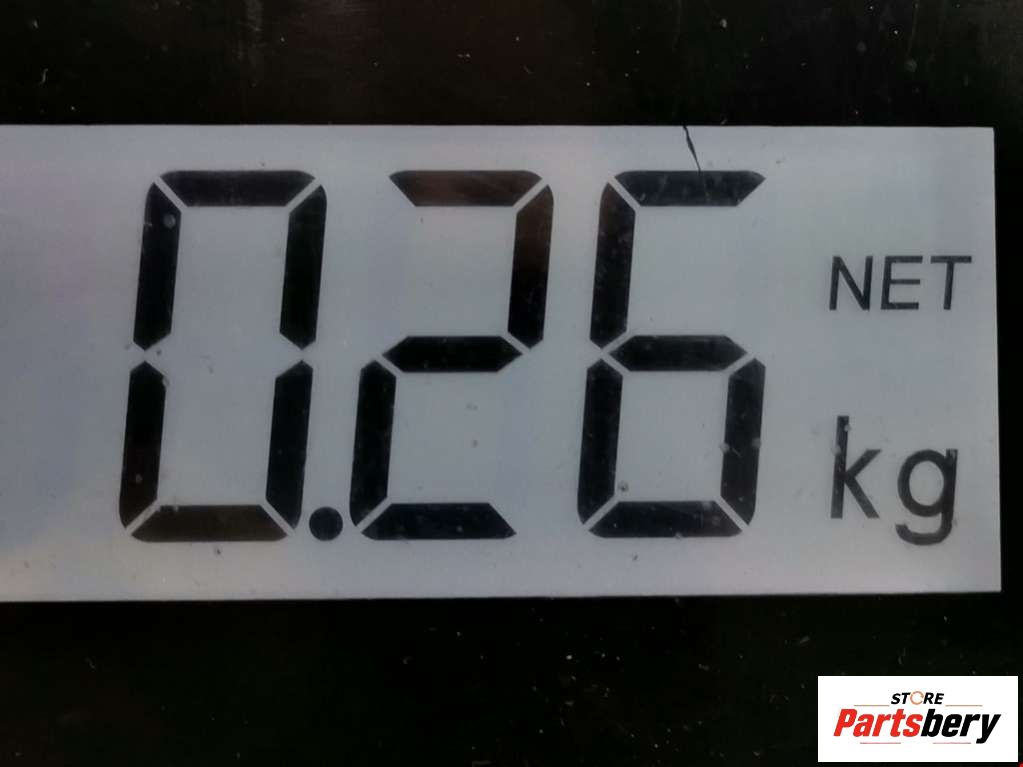 0.26 NET
kg
STORE
Partsbery